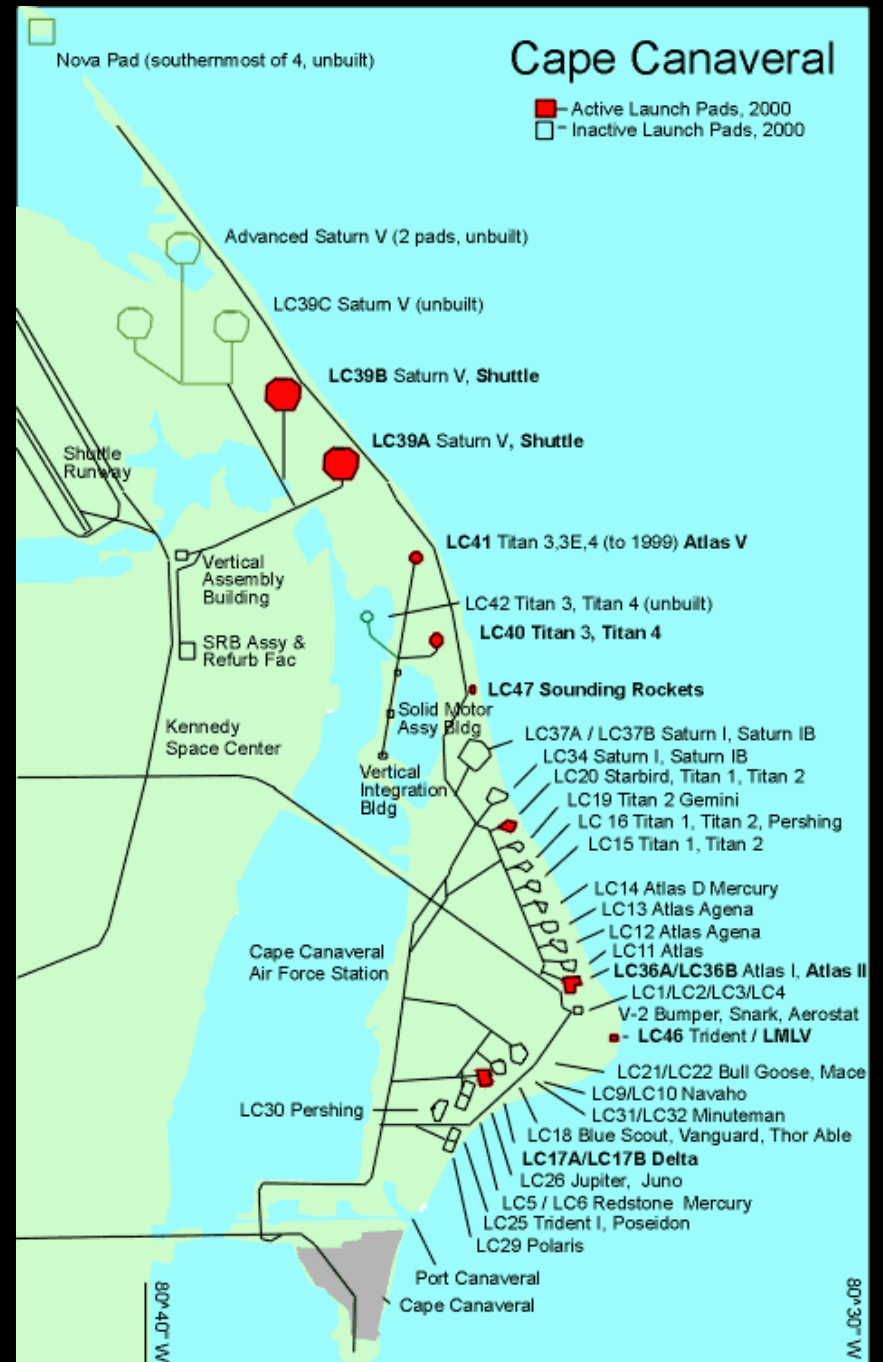 Cape Canaveral
Active Launch Pads, 2000
Inactive Launch Pads, 2000
Nova Pad (southernmost of 4, unbuilt)
Advanced Saturn V (2 pads, unbuilt)
LC39C Saturn V (unbuilt)
LC39B Saturn V, Shuttle
LC39A Saturn V, Shuttle
Shuttle
Runway
LC41 Titan 3,3E,4 (to 1999) Atlas V
Vertical
Assembly
Building
LC42 Titan 3, Titan 4 (unbuilt)
LC40 Titan 3, Titan 4
SRB Assy &
Refurb Fac
LC47 Sounding Rockets
Solid Motor
Assy Bldg
Kennedy
Space Center
LC37A / LC37B Saturn I, Saturn IB
LC34 Saturn I, Saturn IB
Vertical
Integration
Bldg
LC20 Starbird, Titan 1, Titan 2
LC19 Titan 2 Gemini
LC 16 Titan 1, Titan 2, Pershing
LC15 Titan 1, Titan 2
LC14 Atlas D Mercury
LC13 Atlas Agena
LC12 Atlas Agena
LC11 Atlas
Cape Canaveral
Air Force Station
LC36A/LC36B Atlas I, Atlas II
LC1/LC2/LC3/LC4
V-2 Bumper, Snark, Aerostat
LC46 Trident / LMLV
LC21/LC22 Bull Goose, Mace
LC9/LC10 Navaho
LC31/LC32 Minuteman
LC30 Pershing
LC18 Blue Scout, Vanguard, Thor Able
LC17A/LC17B Delta
LC26 Jupiter, Juno
LC5 / LC6 Redstone Mercury
LC25 Trident I, Poseidon
LC29 Polaris
Port Canaveral
Cape Canaveral
80^40" W
80^30" W